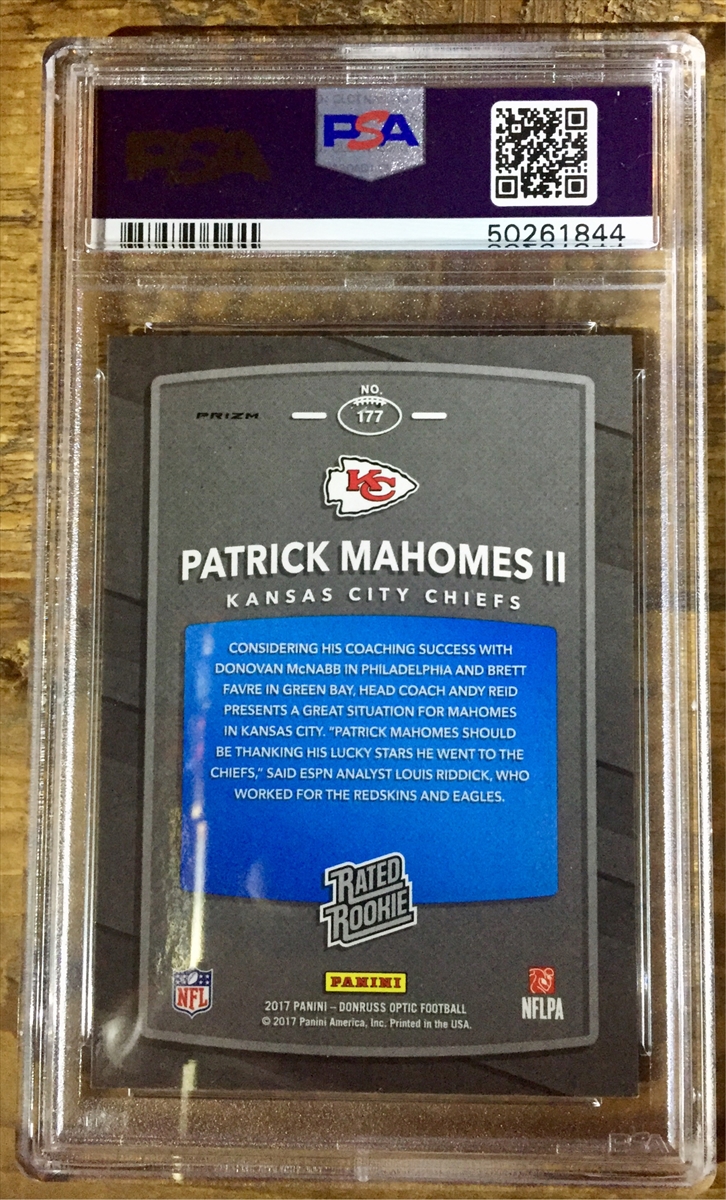 PSA
PSA
50261844
NO.
177
PRIZM
KC
PATRICK MAHOMES II
KANSAS CITY CHIEFS
CONSIDERING HIS COACHING SUCCESS WITH
DONOVAN McNABB IN PHILADELPHIA AND BRETT
FAVRE IN GREEN BAY, HEAD COACH ANDY REID
PRESENTS A GREAT SITUATION FOR MAHOMES
IN KANSAS CITY. "PATRICK MAHOMES SHOULD
BE THANKING HIS LUCKY STARS HE WENT TO THE
CHIEFS," SAID ESPN ANALYST LOUIS RIDDICK, WHO
WORKED FOR THE REDSKINS AND EAGLES.
RATED
ROOKIE
NFL
PANINI
NFLPA
2017 PANINI – DONRUSS OPTIC FOOTBALL
© 2017 Panini America, Inc. Printed in the USA.
PSA